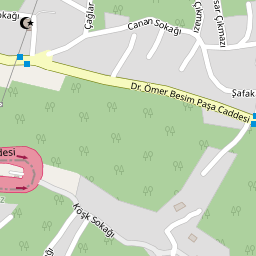 Çağlar
Canan Sokağı
Çıkmazı
sar Çıkmazı
Şafak
Dr. Ömer Besim Paşa Caddesi
desi
Köşk Sokağı
z